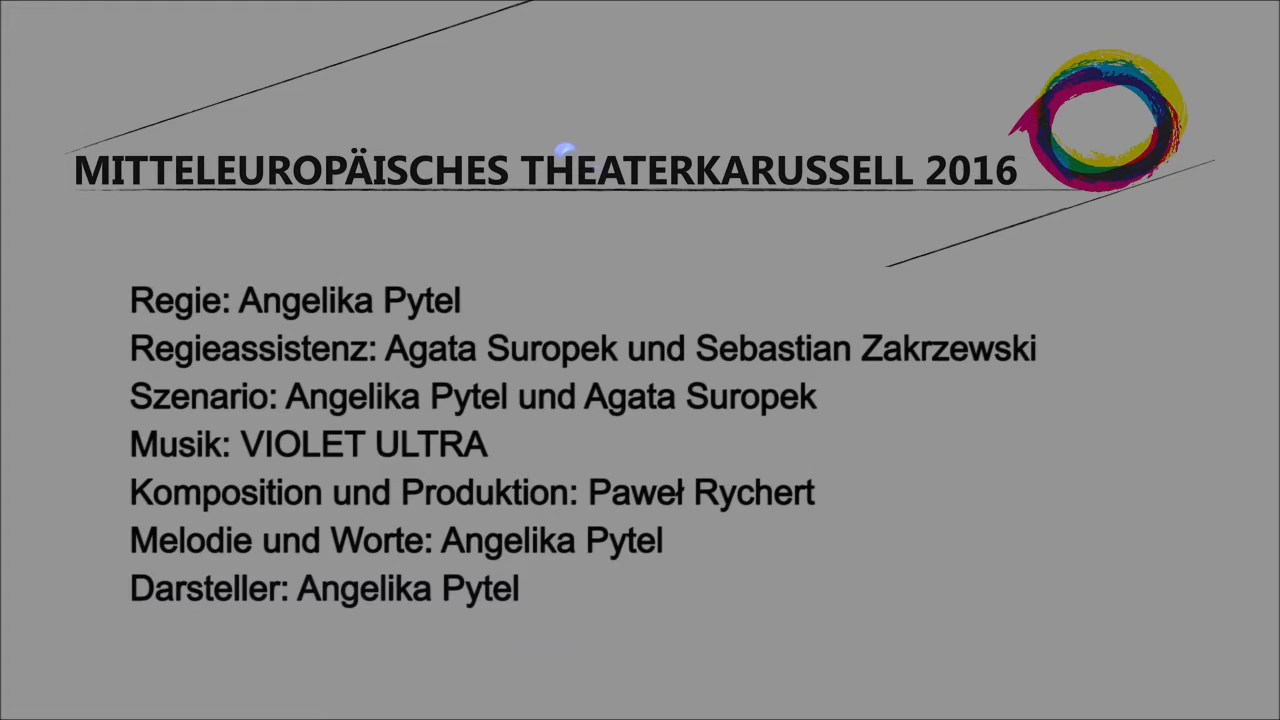 MITTELEUROPÄISCHES THEATERKARUSSELL 2016
Regie: Angelika Pytel
Regieassistenz: Agata Suropek und Sebastian Zakrzewski
Szenario: Angelika Pytel und Agata Suropek
Musik: VIOLET ULTRA
Komposition und Produktion: Paweł Rychert
Melodie und Worte: Angelika Pytel
Darsteller: Angelika Pytel